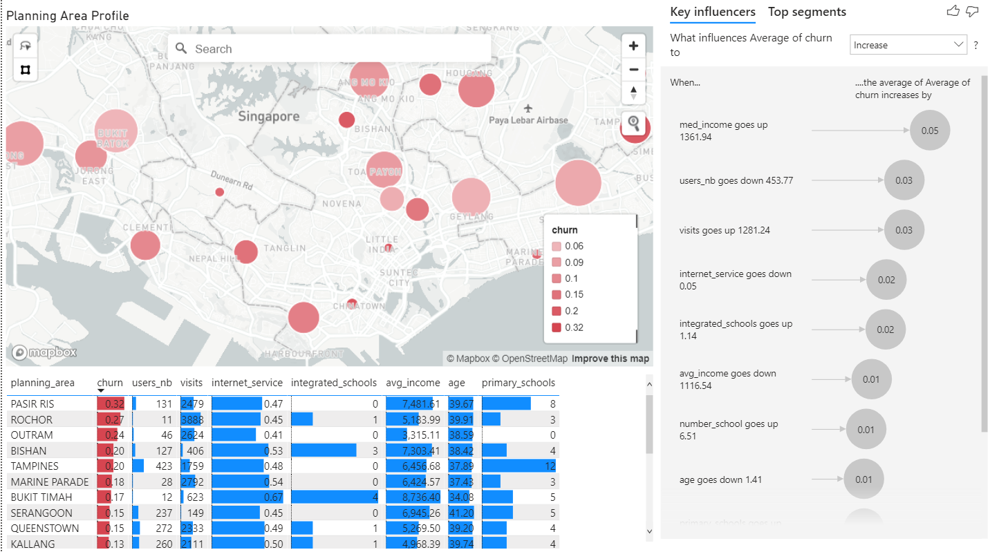 Planning Area Profile
Search
CHOA CHU
KANG
BUKIT
PANJANG
SENGKANG
HOUGANG
ANG MO KIO
ANG MO KIO
Singapore
Paya Lebar Airbase
BISHAN
BUKIT
BATOK
JURONG
EAST
Dunearn Rd
TOA PAYOH
NOVENA
GEYLANG
CLEMENTI
TANGLIN
NEPAL HILL
LITTLE
INDIA
MARINE
PARADE
SUNTEC
CITY
CHINATOWN
HARBOURFRONT
churn
0.06
0.09
0.1
0.15
0.2
0.32
mapbox
© Mapbox © OpenStreetMap Improve this map
planning_area churn users_nb visits internet_service integrated_schools avg_income age primary_schools
PASIR RIS 0.32 131 2479 0.47 0 7,481.61 39.67 8
ROCHOR 0.27 11 3888 0.45 1 5,183.99 39.91 3
OUTRAM 0.24 46 2624 0.41 0 3,315.11 38.59 0
BISHAN 0.20 127 406 0.53 3 7,303.41 38.42 4
TAMPINES 0.20 423 1759 0.48 0 6,456.68 37.89 12
MARINE PARADE 0.18 28 2792 0.54 0 6,424.57 37.43 3
BUKIT TIMAH 0.17 12 623 0.67 4 8,736.40 34.08 5
SERANGOON 0.15 237 149 0.45 0 6,945.26 41.20 5
QUEENSTOWN 0.15 272 2333 0.49 1 5,269.50 39.20 4
KALLANG 0.13 260 2111 0.50 1 4,968.39 39.74 4
Key influencers Top segments
What influences Average of churn
to
Increase
?
When...
....the average of Average of
churn increases by
med_income goes up
1361.94
0.05
users_nb goes down 453.77
0.03
visits goes up 1281.24
0.03
internet_service goes down
0.05
0.02
integrated_schools goes up
1.14
0.02
avg_income goes down
1116.54
0.01
number_school goes up
6.51
0.01
age goes down 1.41
0.01
primary_schools goes up